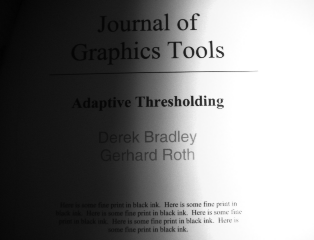 Journal of
Graphics Tools
Adaptive Thresholding
Derek Bradley
Gerhard Roth
Here is some fine print in black ink. Here is some fine print in
black ink. Here is some fine print in black ink. Here is some fine
print in black ink. Here is some fine print in black ink. Here is
some fine print in black ink.